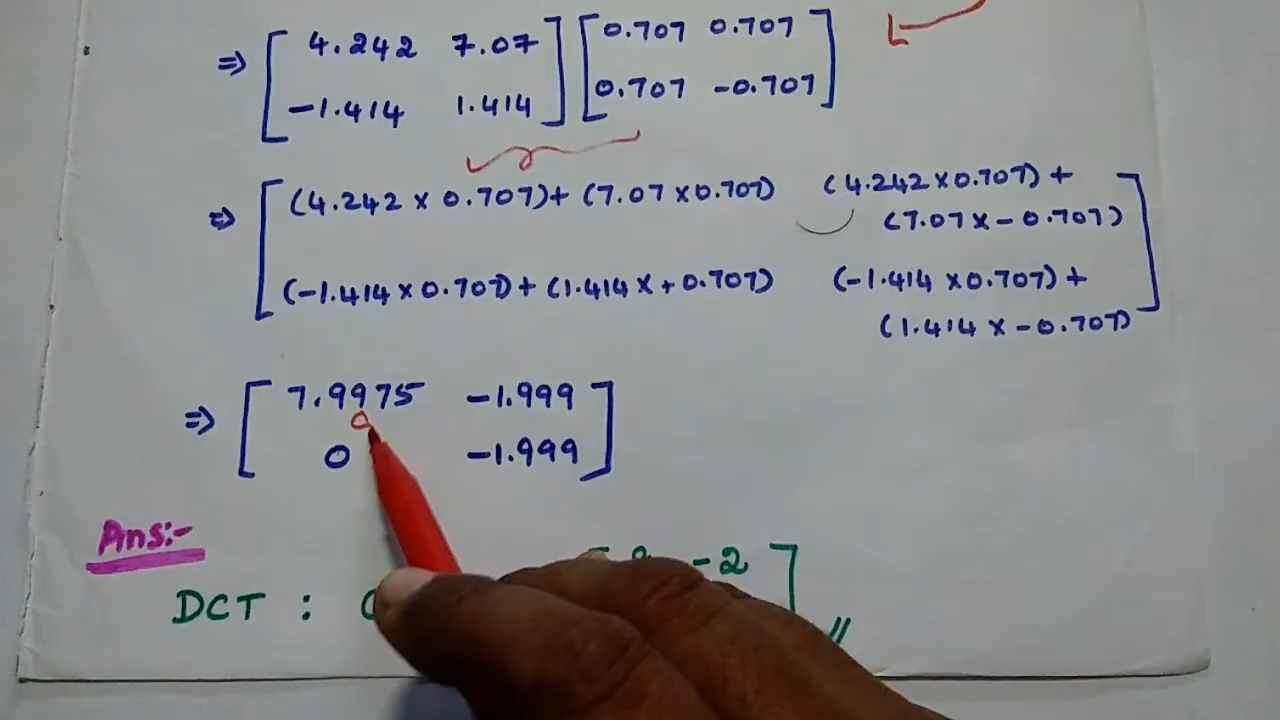 ⇒ [ 4.242 7.07 ] [ 0.707 0.707 ]
[ -1.414 1.414 ] [ 0.707 -0.707 ]
⇒ [ (4.242 × 0.707) + (7.07 × 0.707) (4.242 × 0.707) +
(7.07 × -0.707)
(-1.414 × 0.707) + (1.414 × +0.707) (-1.414 × 0.707) +
(1.414 × -0.707) ]
⇒ [ 7.9975 -1.999 ]
[ 0 -1.999 ]
Ans:-
-2 ]
DCT : //